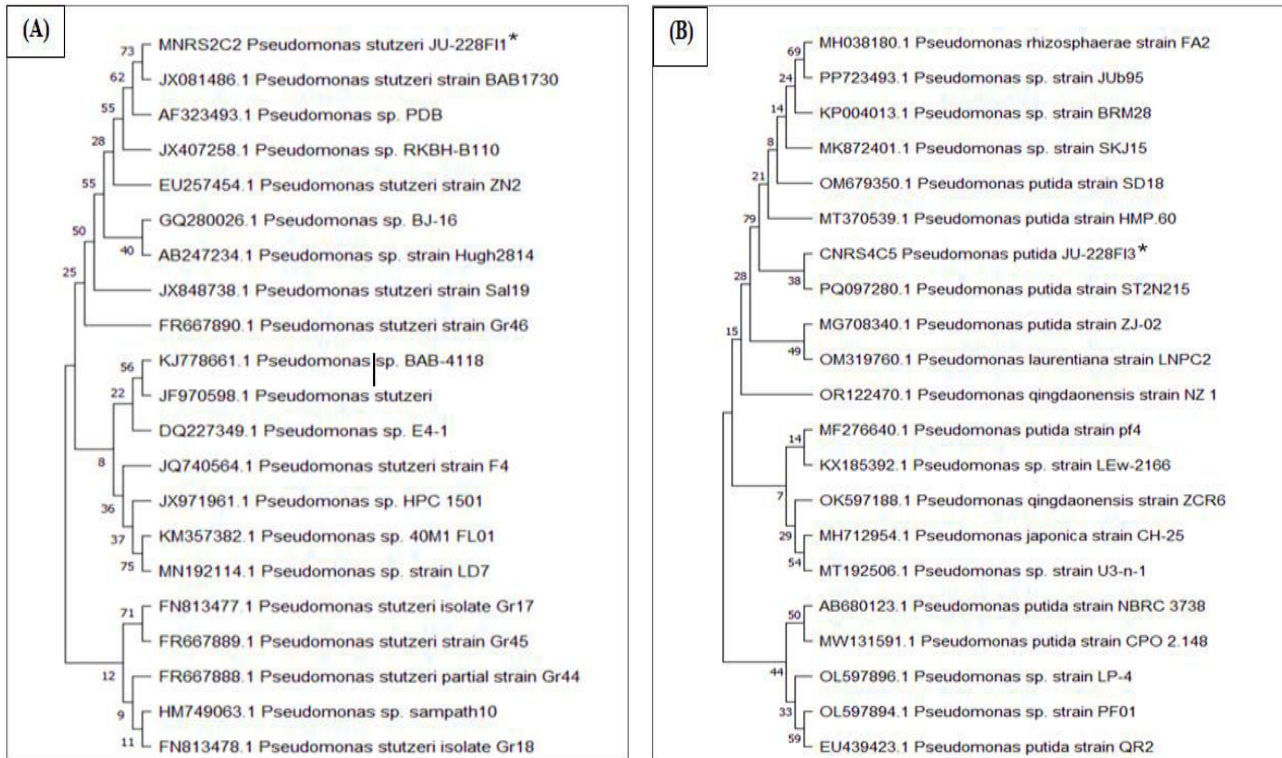 (A)
73
MNRS2C2 Pseudomonas stutzeri JU-228FI1*
62
JX081486.1 Pseudomonas stutzeri strain BAB1730
55
AF323493.1 Pseudomonas sp. PDB
28
JX407258.1 Pseudomonas sp. RKBH-B110
55
EU257454.1 Pseudomonas stutzeri strain ZN2
GQ280026.1 Pseudomonas sp. BJ-16
50
40
AB247234.1 Pseudomonas sp. strain Hugh2814
25
JX848738.1 Pseudomonas stutzeri strain Sal19
FR667890.1 Pseudomonas stutzeri strain Gr46
56
KJ778661.1 Pseudomonas sp. BAB-4118
22
JF970598.1 Pseudomonas stutzeri
DQ227349.1 Pseudomonas sp. E4-1
8
JQ740564.1 Pseudomonas stutzeri strain F4
36
JX971961.1 Pseudomonas sp. HPC 1501
37
KM357382.1 Pseudomonas sp. 40M1 FL01
75
MN192114.1 Pseudomonas sp. strain LD7
71
FN813477.1 Pseudomonas stutzeri isolate Gr17
FR667889.1 Pseudomonas stutzeri strain Gr45
12
FR667888.1 Pseudomonas stutzeri partial strain Gr44
9
HM749063.1 Pseudomonas sp. sampath10
11
FN813478.1 Pseudomonas stutzeri isolate Gr18
(B)
69
MH038180.1 Pseudomonas rhizosphaerae strain FA2
24
PP723493.1 Pseudomonas sp. strain JUb95
14
KP004013.1 Pseudomonas sp. strain BRM28
8
MK872401.1 Pseudomonas sp. strain SKJ15
21
OM679350.1 Pseudomonas putida strain SD18
79
MT370539.1 Pseudomonas putida strain HMP.60
CNRS4C5 Pseudomonas putida JU-228FI3*
28
38
PQ097280.1 Pseudomonas putida strain ST2N215
15
MG708340.1 Pseudomonas putida strain ZJ-02
49
OM319760.1 Pseudomonas laurentiana strain LNPC2
OR122470.1 Pseudomonas qingdaonensis strain NZ 1
14
MF276640.1 Pseudomonas putida strain pf4
KX185392.1 Pseudomonas sp. strain LEw-2166
7
OK597188.1 Pseudomonas qingdaonensis strain ZCR6
29
MH712954.1 Pseudomonas japonica strain CH-25
54
MT192506.1 Pseudomonas sp. strain U3-n-1
50
AB680123.1 Pseudomonas putida strain NBRC 3738
MW131591.1 Pseudomonas putida strain CPO 2.148
44
OL597896.1 Pseudomonas sp. strain LP-4
33
OL597894.1 Pseudomonas sp. strain PF01
59
EU439423.1 Pseudomonas putida strain QR2